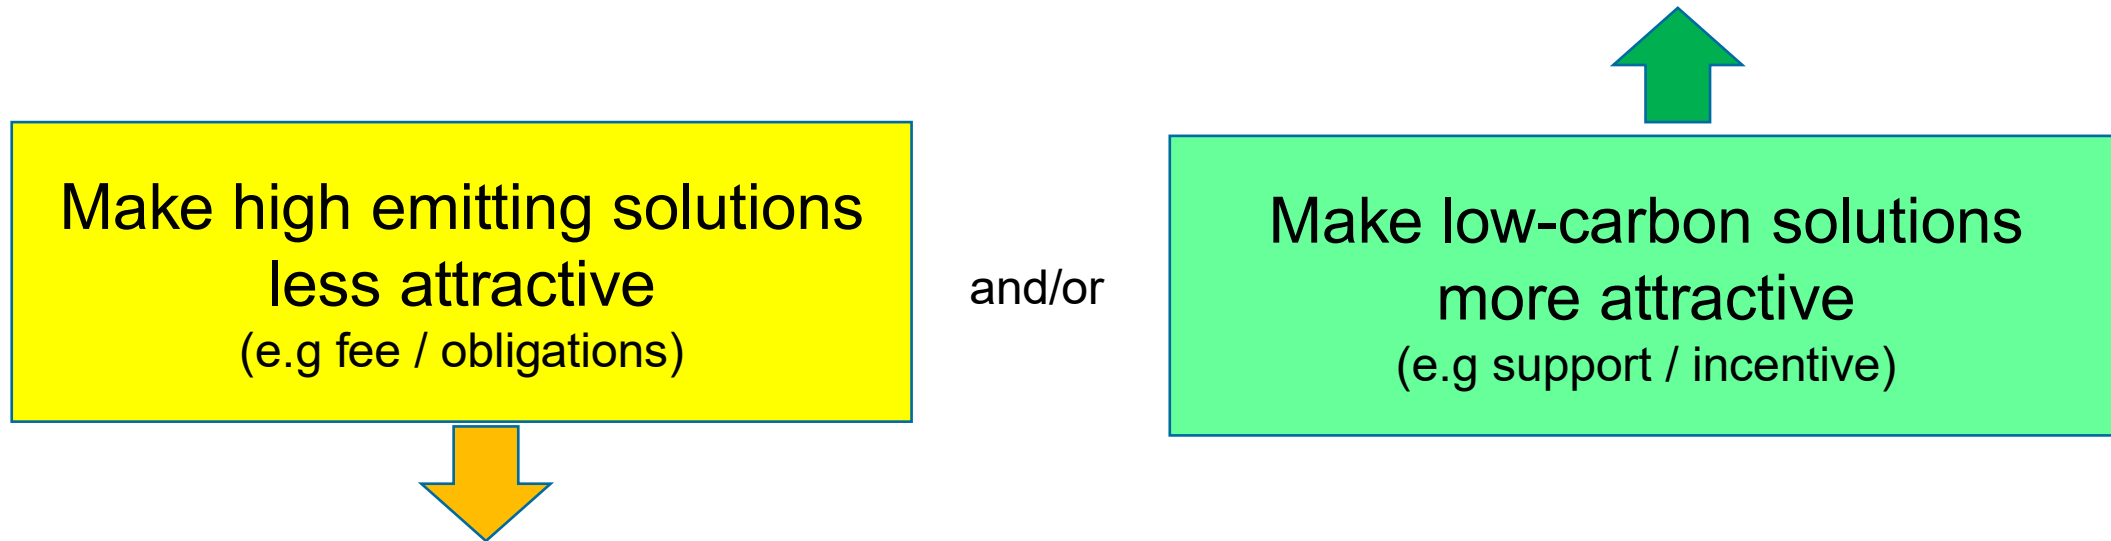 Make high emitting solutions
less attractive
(e.g fee / obligations)
and/or
Make low-carbon solutions
more attractive
(e.g support / incentive)